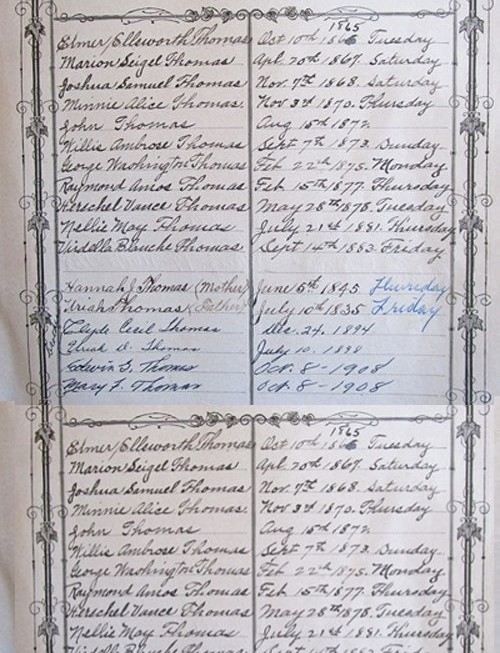 1865
Elmer Ellsworth Thomas Oct 10th 1866 Tuesday
Marion Seigel Thomas Apl. 20th 1867. Saturday
Joshua Samuel Thomas Nov. 7th 1868. Saturday
Minnie Alice Thomas. Nov 3rd 1870. Thursday
John Thomas Aug 15th 1872
Willis Ambrose Thomas Sept 7th 1873. Sunday
George Washington Thomas Feb 22nd 1875. Monday
Raymond Amos Thomas Feb 15th 1877. Thursday
Herschel Vance Thomas May 28th 1878. Tuesday
Nellie May Thomas July 21st 1881. Thursday
Virdella Blanche Thomas. Sept 14th 1883. Friday
Hannah J. Thomas (Mother) June 5th 1845 Thursday
Uriah Thomas (Father) July 10th 1835 Friday
Clyde Cecil Thomas Dec. 24. 1894
D. Thomas July 10. 1898
Edwin G. Thomas Oct. 8 - 1908
Mary F. Thomas Oct. 8 - 1908
1865
Elmer Ellsworth Thomas Oct 10th 1866 Tuesday
Marion Seigel Thomas Apl. 20th 1867. Saturday
Joshua Samuel Thomas Nov. 7th 1868. Saturday
Minnie Alice Thomas. Nov 3rd 1870. Thursday
John Thomas Aug 15th 1872
Willis Ambrose Thomas Sept 7th 1873. Sunday
George Washington Thomas Feb 22nd 1875. Monday
Raymond Amos Thomas Feb 15th 1877. Thursday
Herschel Vance Thomas May 28th 1878. Tuesday
Nellie May Thomas July 21st 1881. Thursday